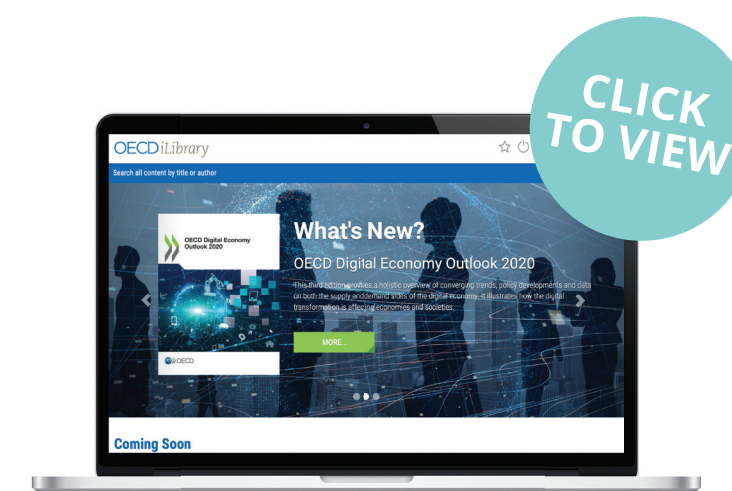 CLICK
TO VIEW
OECD iLibrary
Search all content by title or author
OECD Digital Economy
Outlook 2020
OECD
What's New?
OECD Digital Economy Outlook 2020
This third edition provides a holistic overview of converging trends, policy developments and data
on both the supply anddemand sides of the digital economy. It illustrates how the digital
transformation is affecting economies and societies.
MORE...
Coming Soon